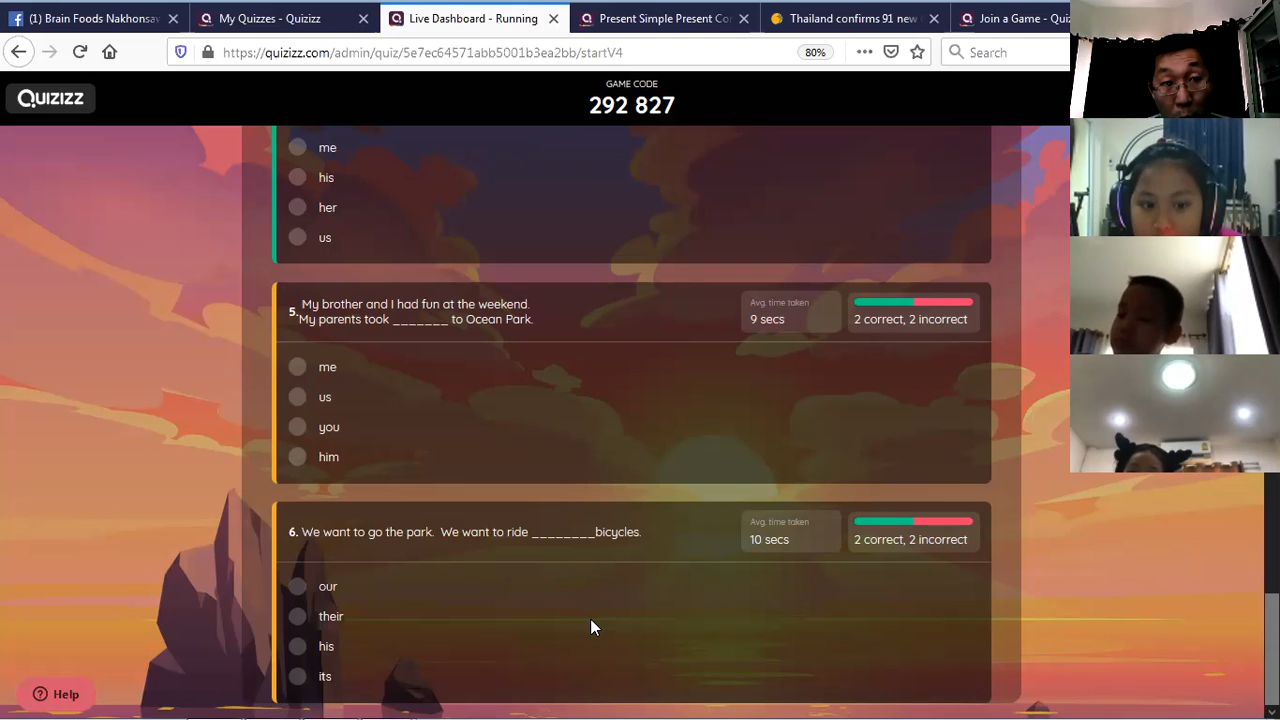 (1) Brain Foods Nakhonsav
My Quizzes - Quizizz
Live Dashboard - Running
Present Simple Present Co
Thailand confirms 91 new
Join a Game - Quiz
https://quizizz.com/admin/quiz/5e7ec64571abb5001b3ea2bb/startV4
80%
Search
QUIZIZZ
GAME CODE
292 827
me
his
her
us
5. My brother and I had fun at the weekend.
My parents took _______ to Ocean Park.
Avg. time taken
9 secs
2 correct, 2 incorrect
me
us
you
him
6. We want to go the park. We want to ride ________bicycles.
Avg. time taken
10 secs
2 correct, 2 incorrect
our
their
his
its
Help